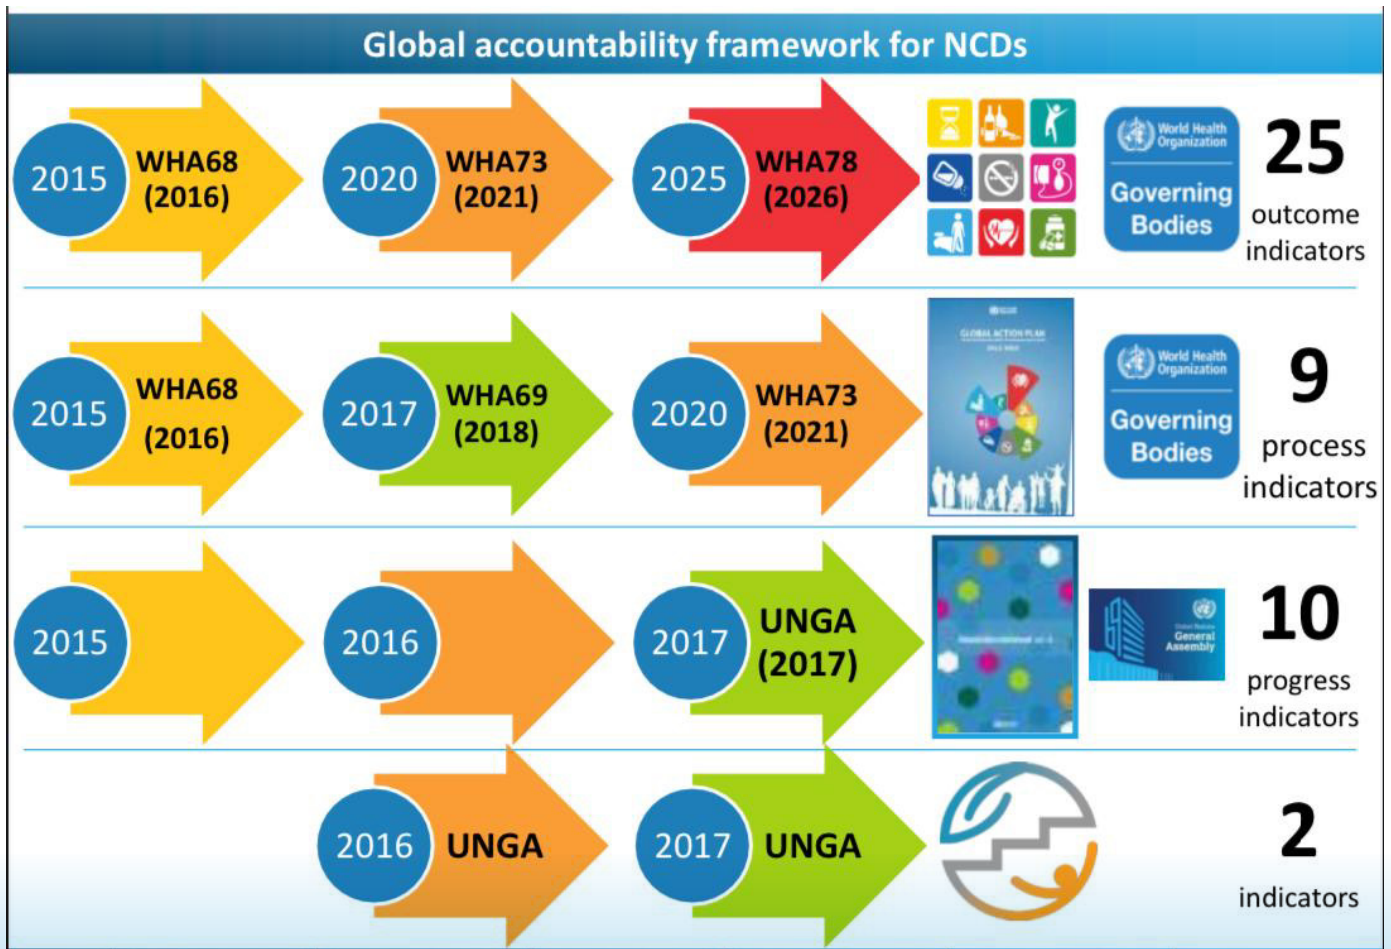 Global accountability framework for NCDs
2015
WHA68
(2016)
2020
WHA73
(2021)
2025
WHA78
(2026)
World Health
Organization
Governing
Bodies
25
outcome
indicators
2015
WHA68
(2016)
2017
WHA69
(2018)
2020
WHA73
(2021)
GLOBAL ACTION PLAN
World Health
Organization
Governing
Bodies
9
process
indicators
2015
2016
2017
UNGA
(2017)
United Nations
General
Assembly
10
progress
indicators
2016
UNGA
2017
UNGA
2
indicators